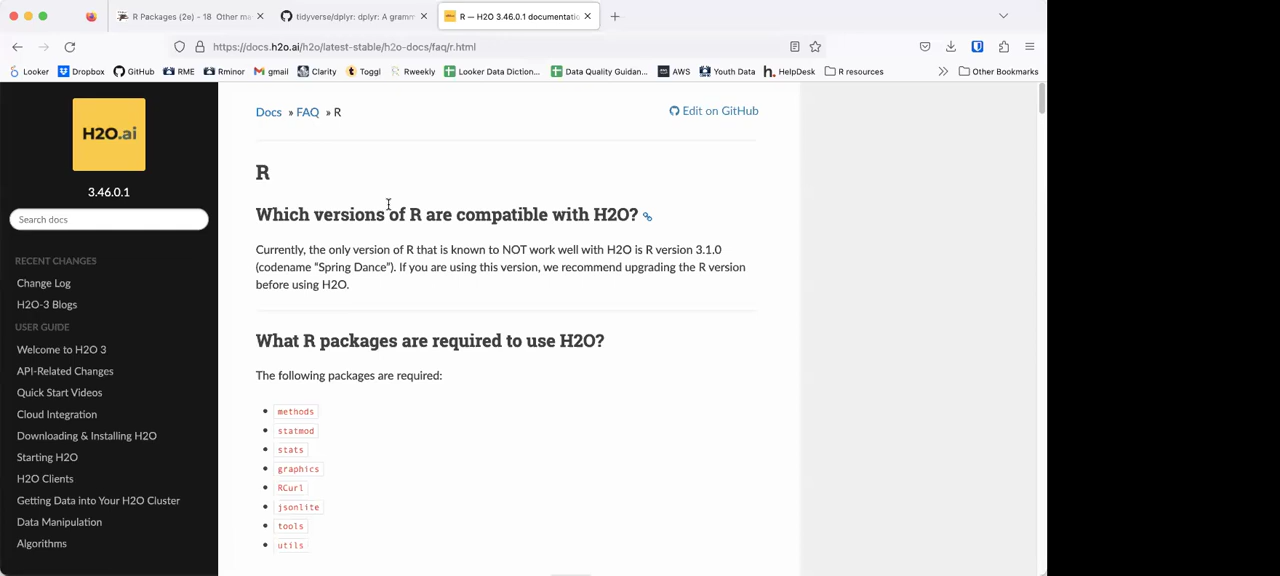 R Packages (2e) - 18 Other ma
tidyverse/dplyr: dplyr: A gramm
R — H2O 3.46.0.1 documentatio
https://docs.h2o.ai/h2o/latest-stable/h2o-docs/faq/r.html
Looker Dropbox GitHub RME Rminor gmail Clarity Toggl Rweekly Looker Data Diction... Data Quality Guidan... AWS Youth Data HelpDesk R resources Other Bookmarks
H2O.ai
3.46.0.1
Search docs
RECENT CHANGES
Change Log
H2O-3 Blogs
USER GUIDE
Welcome to H2O 3
API-Related Changes
Quick Start Videos
Cloud Integration
Downloading & Installing H2O
Starting H2O
H2O Clients
Getting Data into Your H2O Cluster
Data Manipulation
Algorithms
Docs » FAQ » R
Edit on GitHub
R
Which versions of R are compatible with H2O?
Currently, the only version of R that is known to NOT work well with H2O is R version 3.1.0
(codename “Spring Dance”). If you are using this version, we recommend upgrading the R version
before using H2O.
What R packages are required to use H2O?
The following packages are required:
methods
statmod
stats
graphics
RCurl
jsonlite
tools
utils